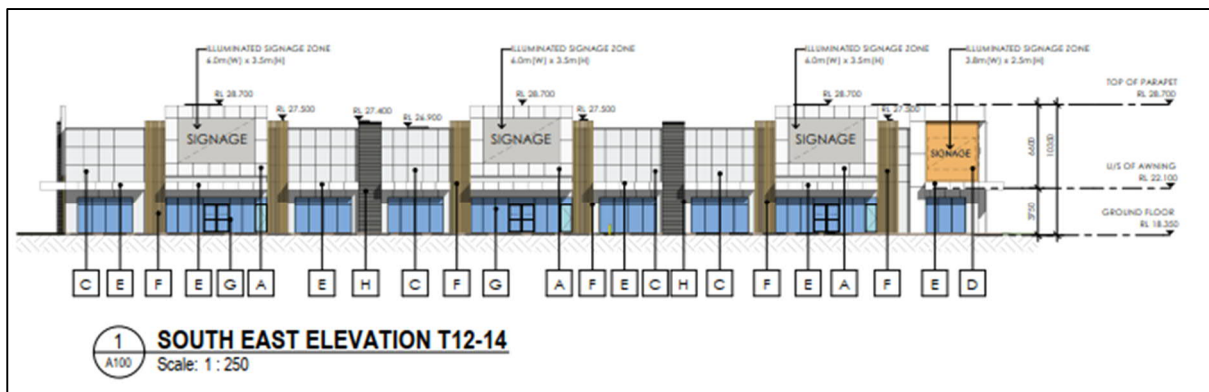 ILLUMINATED SIGNAGE ZONE
6.0m(W) x 3.5m(H)
ILLUMINATED SIGNAGE ZONE
6.0m(W) x 3.5m(H)
ILLUMINATED SIGNAGE ZONE
6.0m(W) x 3.5m(H)
ILLUMINATED SIGNAGE ZONE
3.8m(W) x 2.5m(H)
TOP OF PARAPET
RL 28.700
RL 28.700
RL 27.500
RL 27.400
RL 26.900
RL 28.700
RL 27.500
RL 28.700
RL 27.500
SIGNAGE
SIGNAGE
SIGNAGE
SIGNAGE
6600
10350
U/S OF AWNING
RL 22.100
3750
GROUND FLOOR
RL 18.350
C E F E G A E H C F G A F E C H C F E A F E D
1
A100
SOUTH EAST ELEVATION T12-14
Scale: 1 : 250